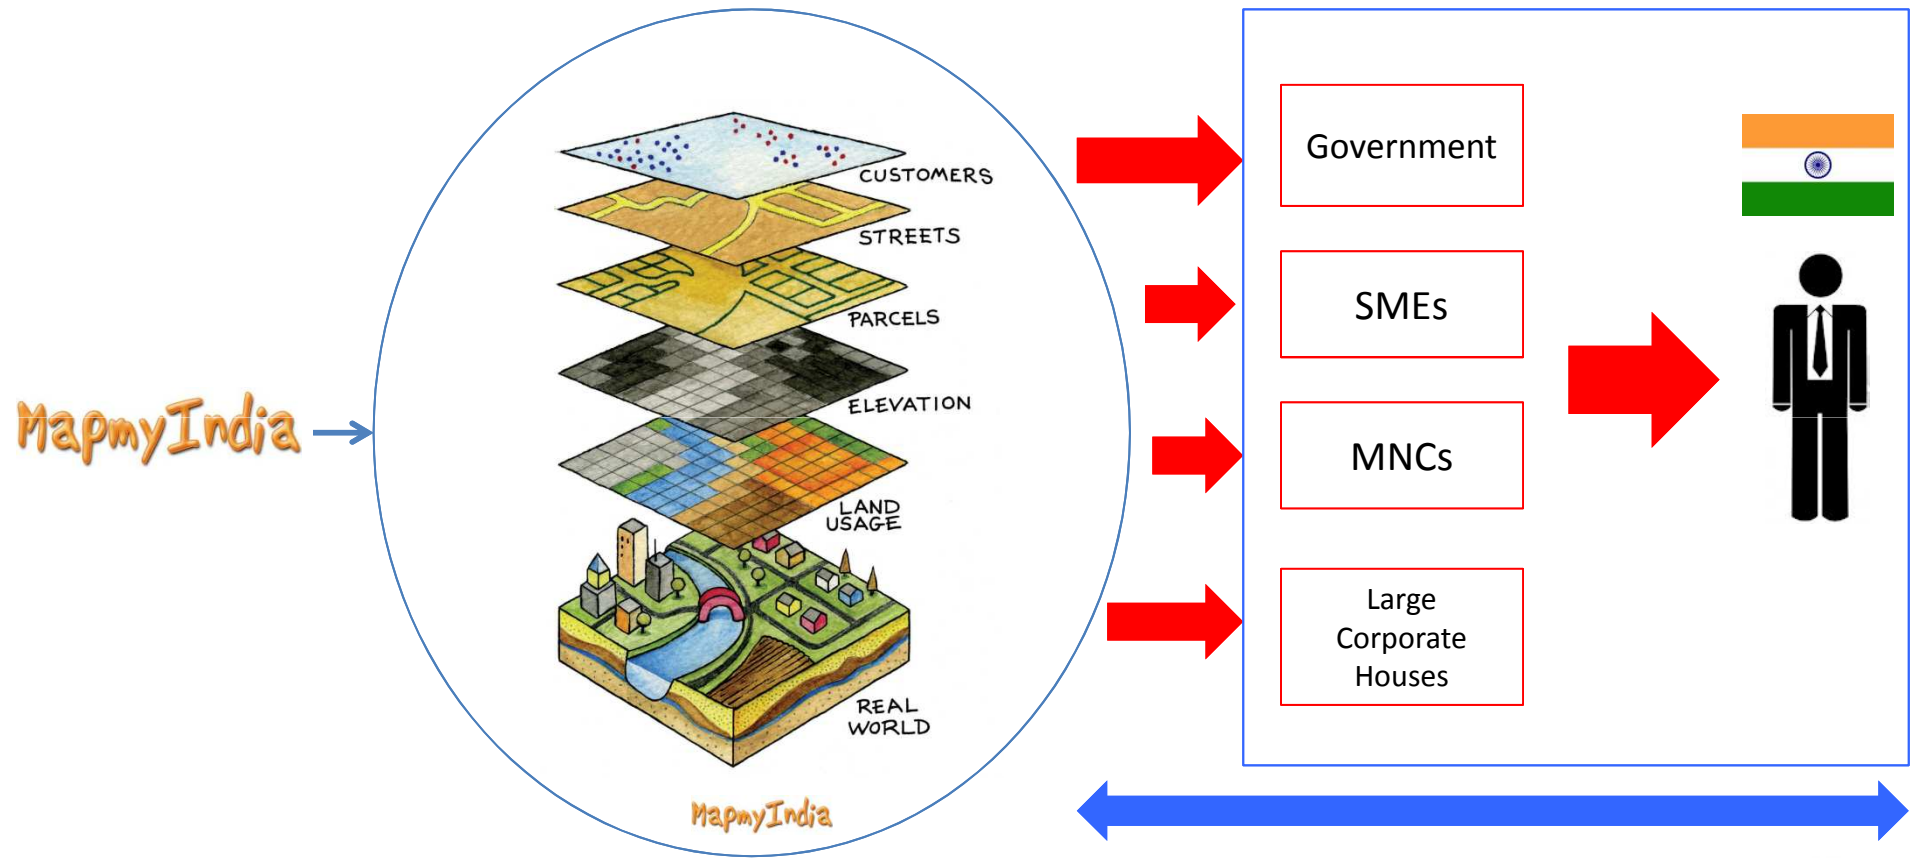 MapmyIndia
CUSTOMERS
STREETS
PARCELS
ELEVATION
LAND
USAGE
REAL
WORLD
MapmyIndia
Government
SMEs
MNCs
Large
Corporate
Houses